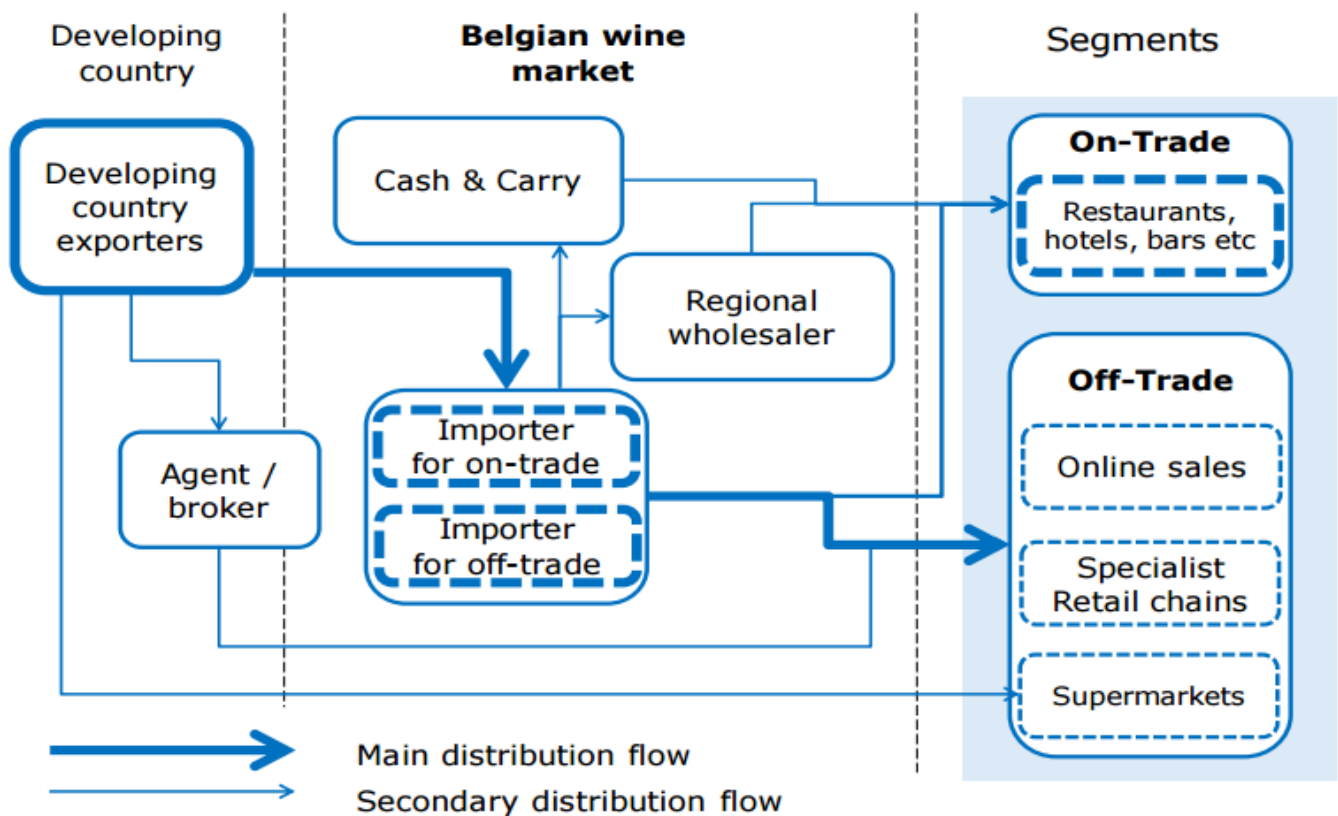 Developing
country
Belgian wine
market
Segments
Developing
country
exporters
Cash & Carry
On-Trade
Restaurants,
hotels, bars etc
Regional
wholesaler
Off-Trade
Importer
for on-trade
Agent /
broker
Online sales
Importer
for off-trade
Specialist
Retail chains
Supermarkets
Main distribution flow
Secondary distribution flow